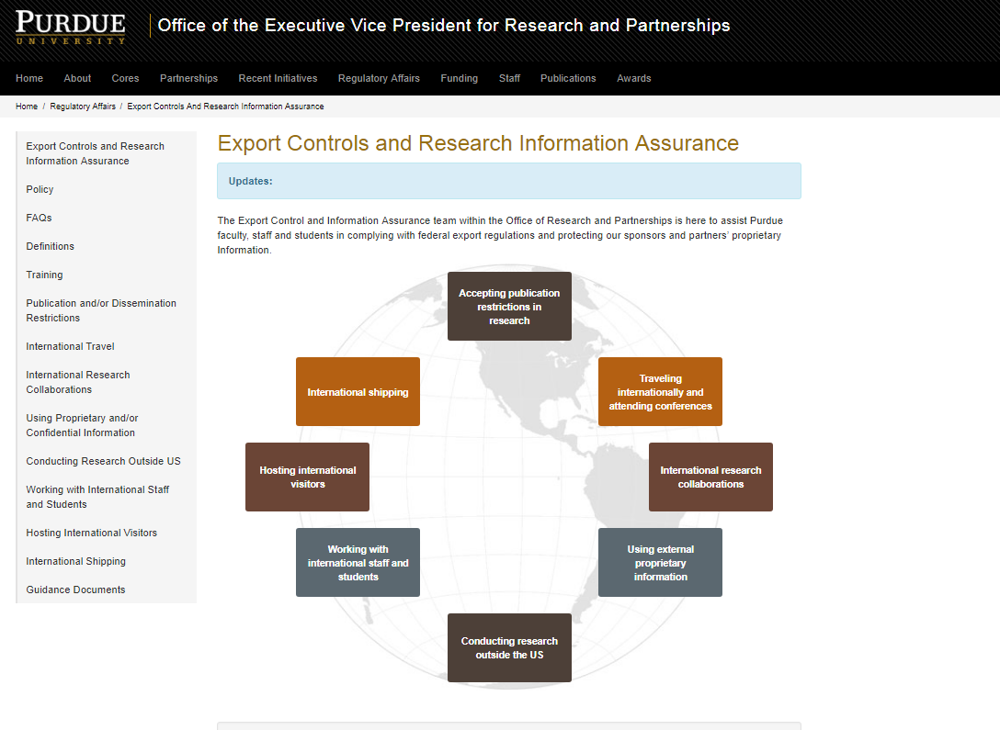 PURDUE
UNIVERSITY
Office of the Executive Vice President for Research and Partnerships
Home About Cores Partnerships Recent Initiatives Regulatory Affairs Funding Staff Publications Awards
Home / Regulatory Affairs / Export Controls And Research Information Assurance
Export Controls and Research
Information Assurance
Policy
FAQs
Definitions
Training
Publication and/or Dissemination
Restrictions
International Travel
International Research
Collaborations
Using Proprietary and/or
Confidential Information
Conducting Research Outside US
Working with International Staff
and Students
Hosting International Visitors
International Shipping
Guidance Documents
Export Controls and Research Information Assurance
Updates:
The Export Control and Information Assurance team within the Office of Research and Partnerships is here to assist Purdue
faculty, staff and students in complying with federal export regulations and protecting our sponsors and partners' proprietary
Information.
Accepting publication
restrictions in
research
International shipping
Traveling
internationally and
attending conferences
Hosting international
visitors
International research
collaborations
Working with
international staff and
students
Using external
proprietary
information
Conducting research
outside the US